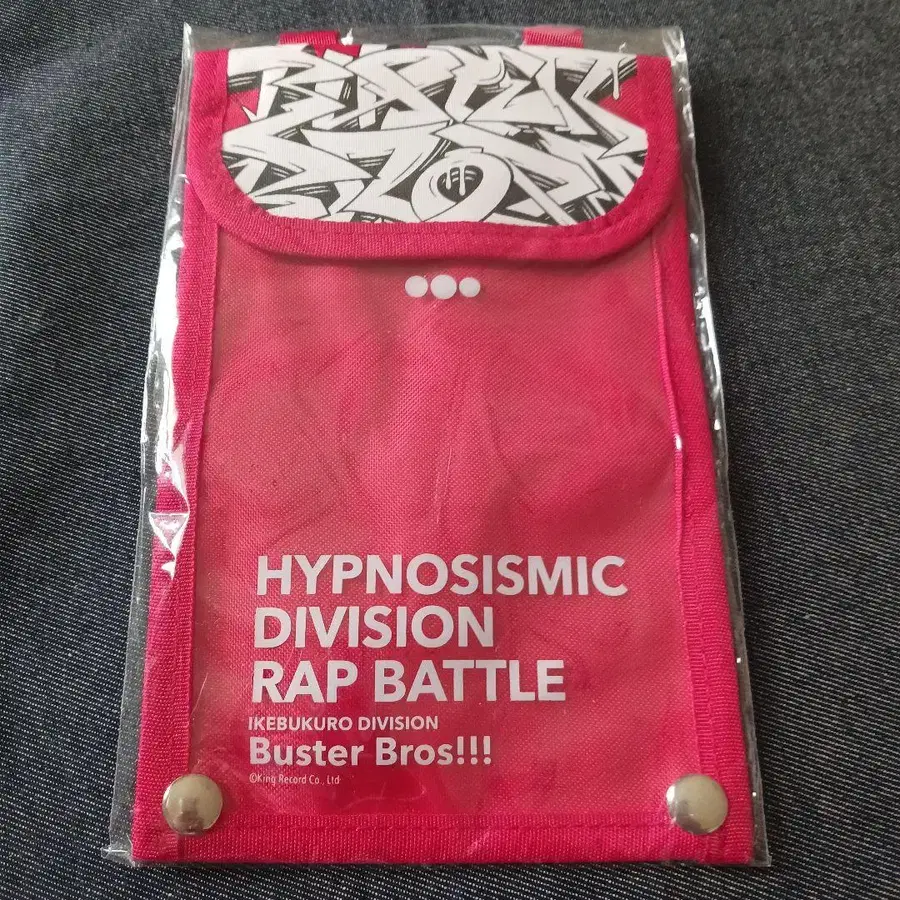 HYPNOSISMIC
DIVISION
RAP BATTLE
IKEBUKURO DIVISION
Buster Bros!!!
©King Record Co., Ltd